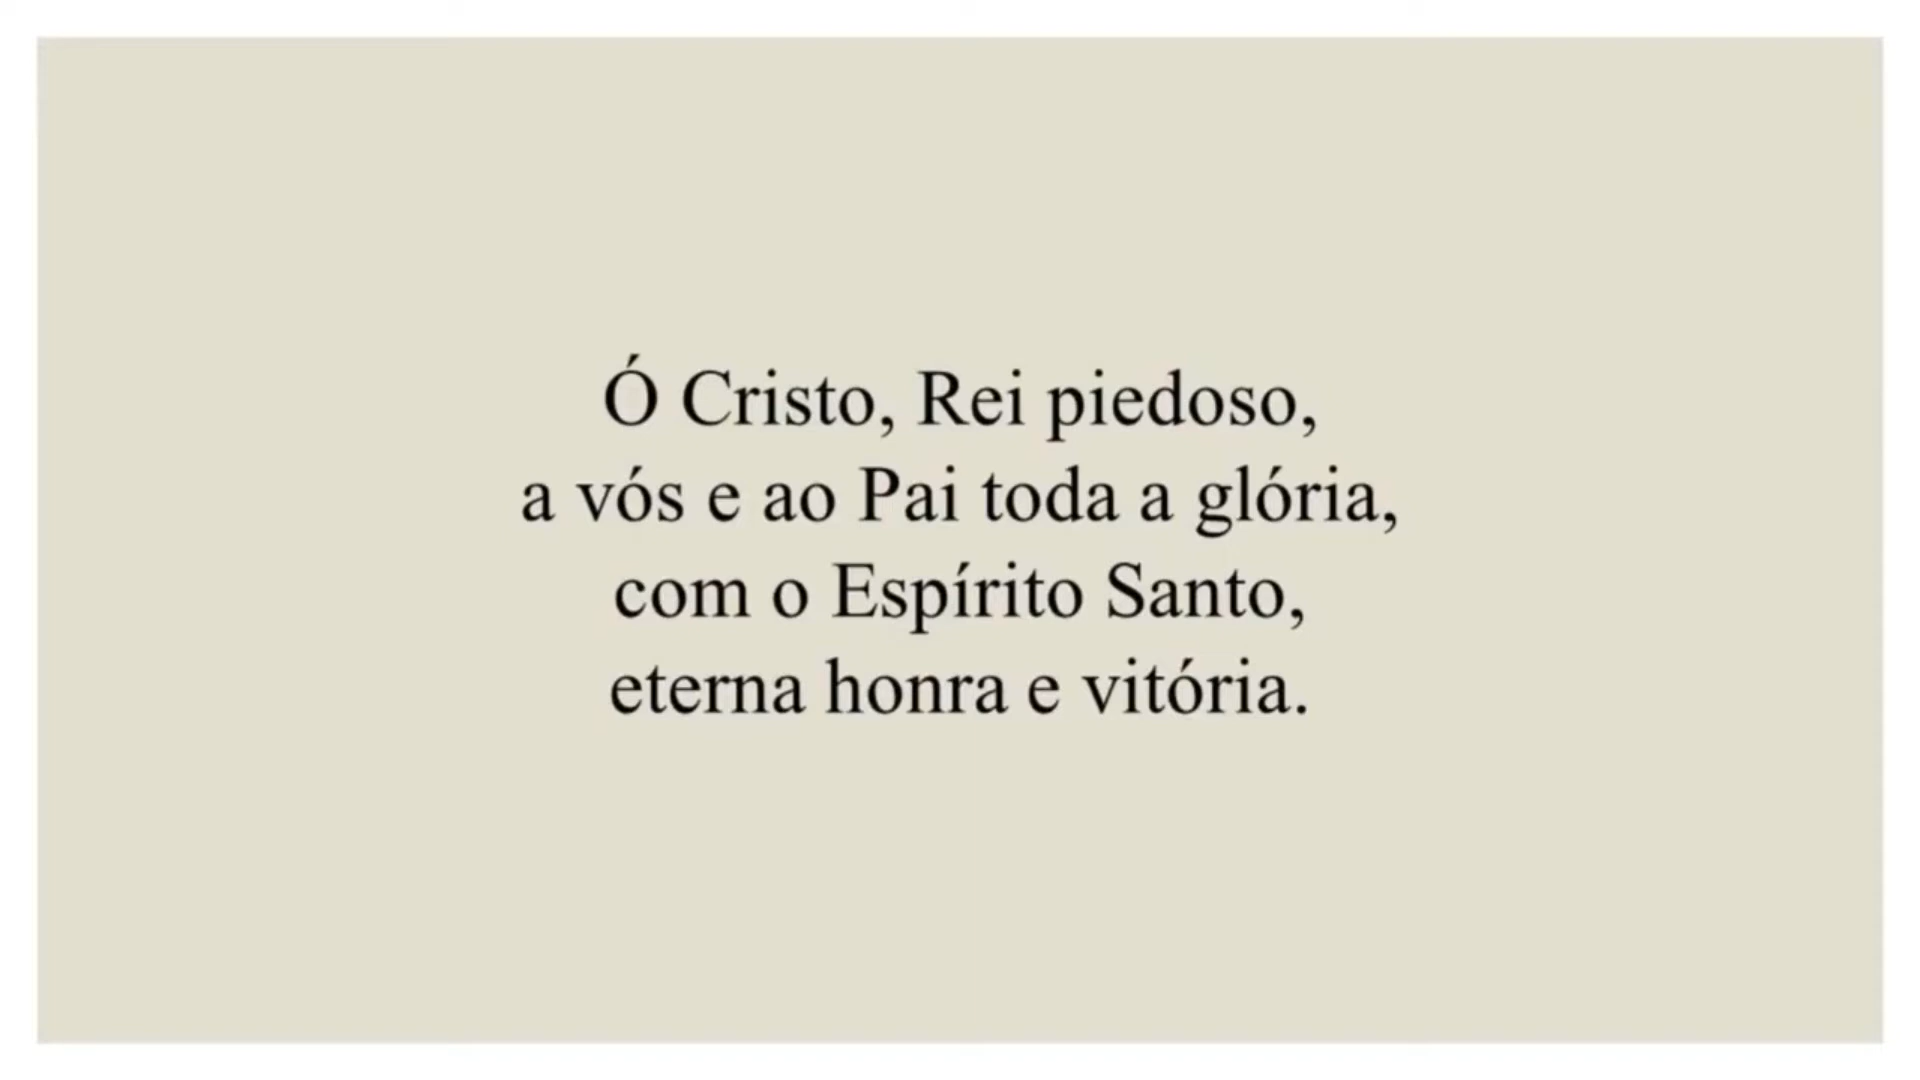 Ó Cristo, Rei piedoso,
a vós e ao Pai toda a glória,
com o Espírito Santo,
eterna honra e vitória.